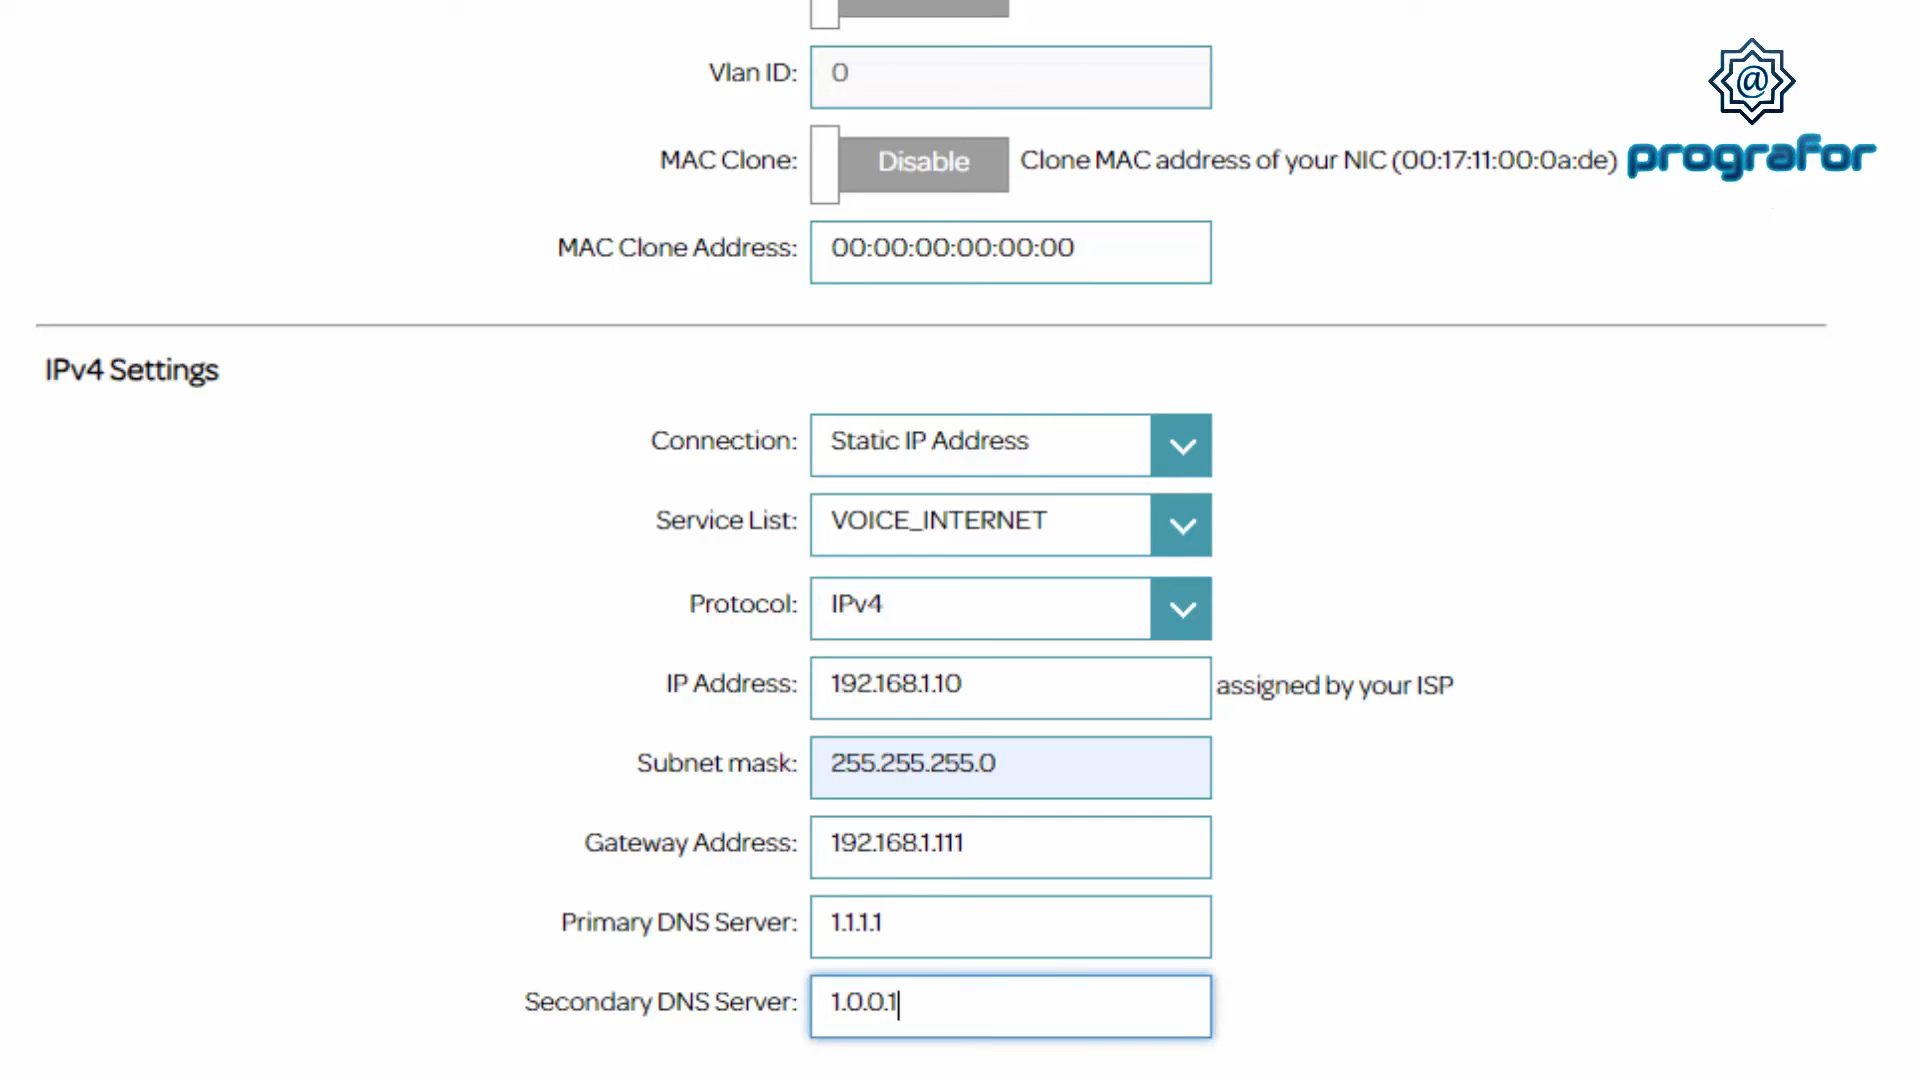 Vlan ID: 0
MAC Clone: Disable Clone MAC address of your NIC (00:17:11:00:0a:de)
MAC Clone Address: 00:00:00:00:00:00
@
prografor
IPv4 Settings
Connection: Static IP Address
Service List: VOICE_INTERNET
Protocol: IPv4
IP Address: 192.168.1.10 assigned by your ISP
Subnet mask: 255.255.255.0
Gateway Address: 192.168.1.111
Primary DNS Server: 1.1.1.1
Secondary DNS Server: 1.0.0.1